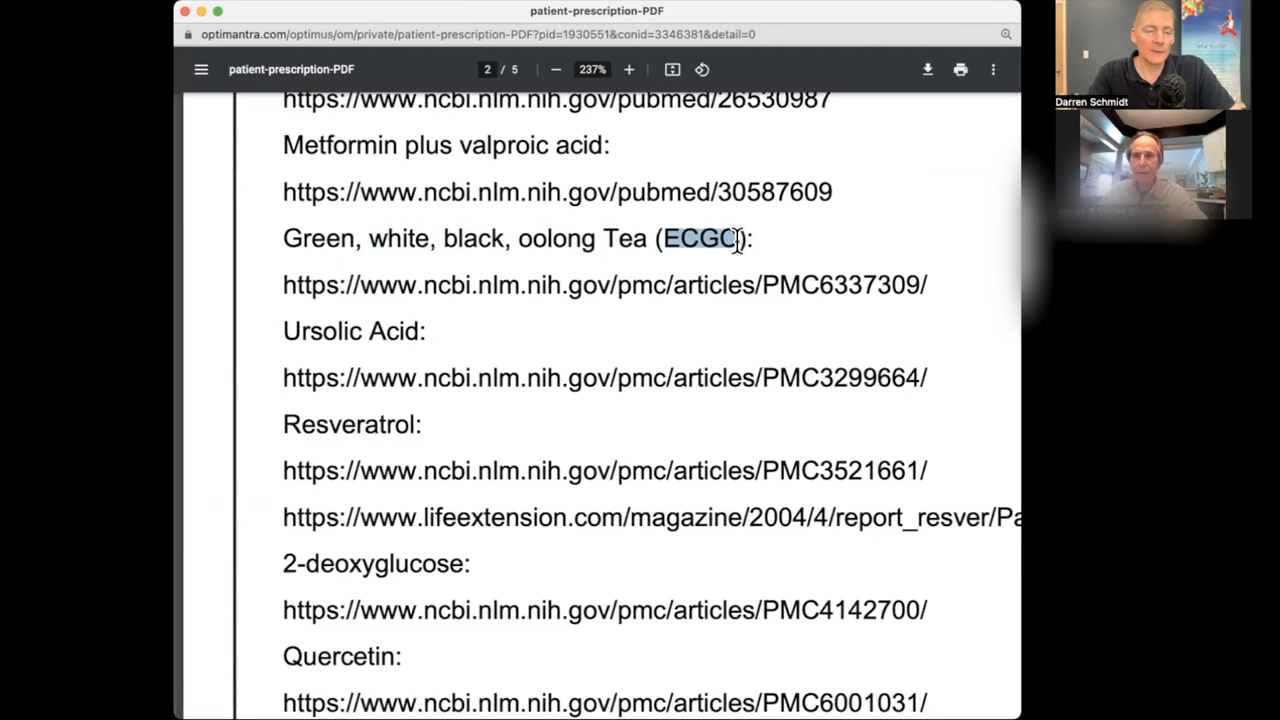 patient-prescription-PDF
optimantra.com/optimus/om/private/patient-prescription-PDF?pid=1930551&conid=3346381&detail=0
patient-prescription-PDF
2 / 5
237%
https://www.ncbi.nlm.nih.gov/pubmed/26530987
Metformin plus valproic acid:
https://www.ncbi.nlm.nih.gov/pubmed/30587609
Green, white, black, oolong Tea (ECGC):
https://www.ncbi.nlm.nih.gov/pmc/articles/PMC6337309/
Ursolic Acid:
https://www.ncbi.nlm.nih.gov/pmc/articles/PMC3299664/
Resveratrol:
https://www.ncbi.nlm.nih.gov/pmc/articles/PMC3521661/
https://www.lifeextension.com/magazine/2004/4/report_resver/Pa
2-deoxyglucose:
https://www.ncbi.nlm.nih.gov/pmc/articles/PMC4142700/
Quercetin:
https://www.ncbi.nlm.nih.gov/pmc/articles/PMC6001031/
Darren Schmidt